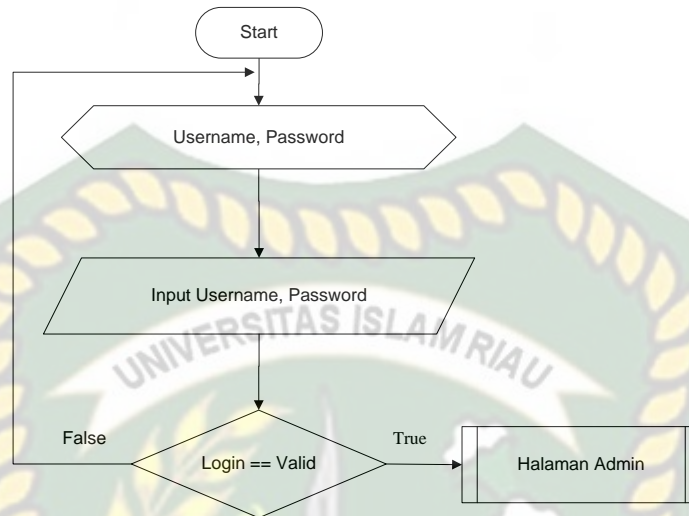 Start
Username, Password
Input Username, Password
UNIVERSITAS ISLAM RIAU
False
True
Login == Valid
Halaman Admin